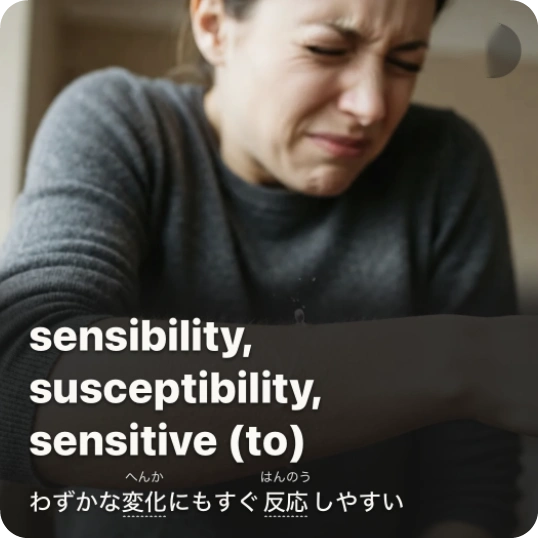 sensibility,
susceptibility,
sensitive (to)
へんか はんのう
わずかな変化にもすぐ反応しやすい